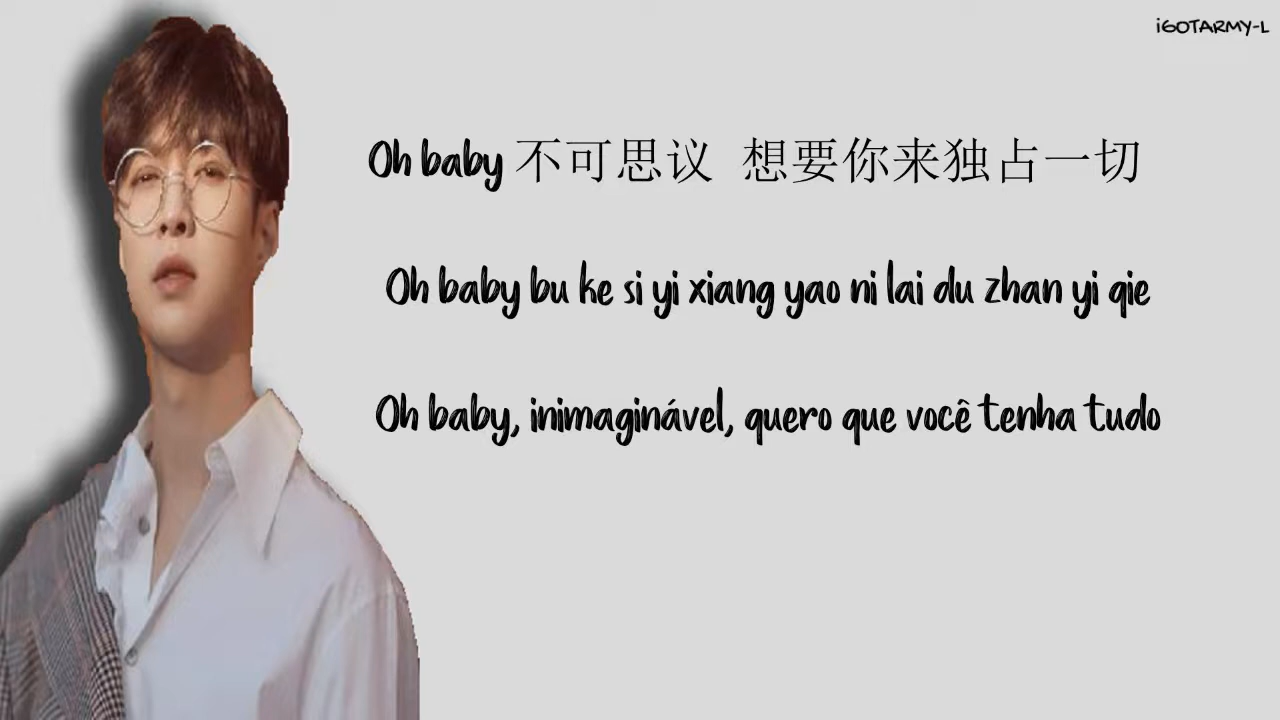 i60TARMY-L
Oh baby 不可思议 想要你来独占一切
Oh baby bu ke si yi xiang yao ni lai du zhan yi qie
Oh baby, inimaginável, quero que você tenha tudo